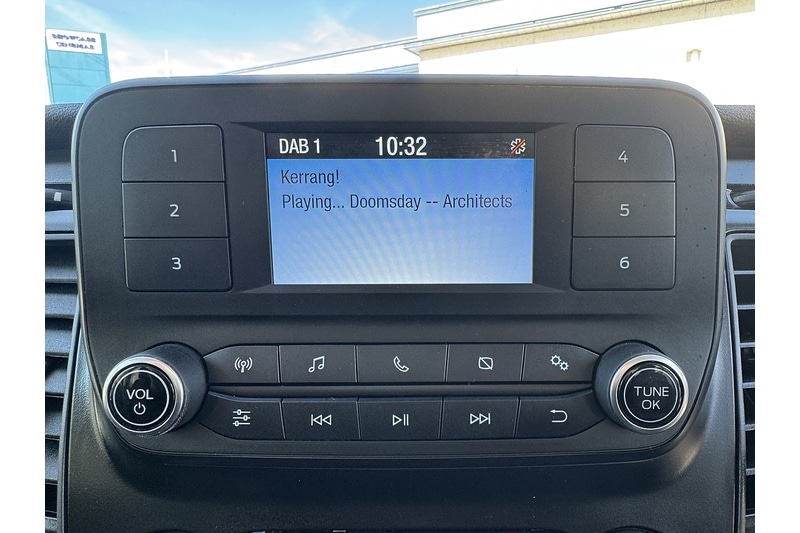 DAB 1 10:32
Kerrang!
Playing... Doomsday -- Architects
1
2
3
4
5
6
VOL
TUNE
OK